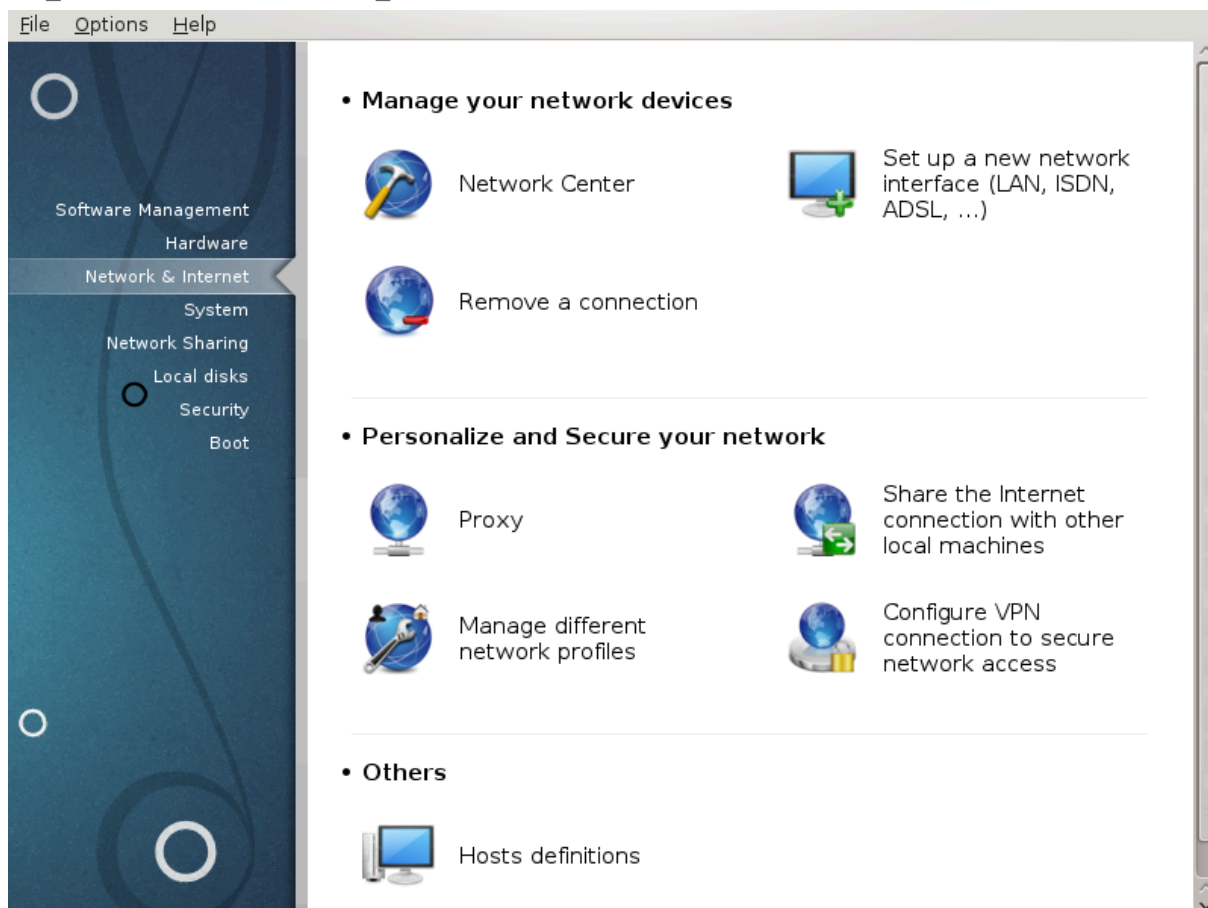 File Options Help
Software Management
Hardware
Network & Internet
System
Network Sharing
Local disks
Security
Boot
• Manage your network devices
Network Center
Set up a new network
interface (LAN, ISDN,
ADSL, ...)
Remove a connection
• Personalize and Secure your network
Proxy
Share the Internet
connection with other
local machines
Manage different
network profiles
Configure VPN
connection to secure
network access
• Others
Hosts definitions